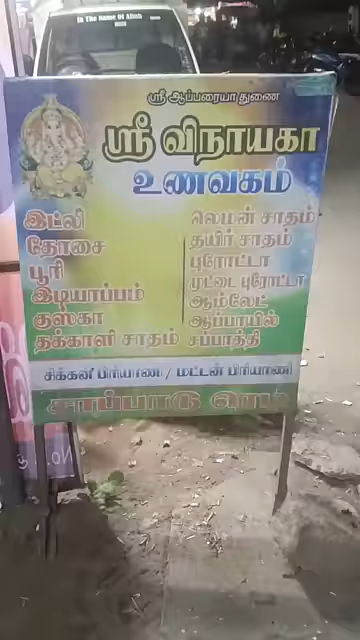 In The Name Of Allah
ஸ்ரீ ஆப்பரையா துணை
ஸ்ரீ விநாயகா
உணவகம்
இட்லி
தோசை
பூரி
இடியாப்பம்
குஸ்கா
தக்காளி சாதம்
லெமன் சாதம்
தயிர் சாதம்
புரோட்டா
முட்டை புரோட்டா
ஆம்லேட்
ஆப்பாயில்
சப்பாத்தி
சிக்கன் பிரியாணி / மட்டன் பிரியாணி
சாப்பாடு ரெடி